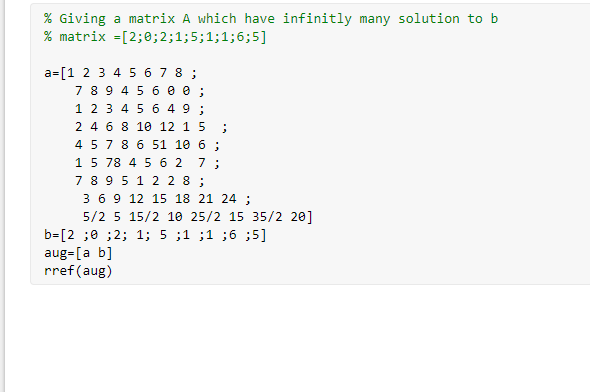 % Giving a matrix A which have infinitly many solution to b
% matrix =[2;0;2;1;5;1;1;6;5]
a=[1 2 3 4 5 6 7 8 ;
7 8 9 4 5 6 0 0 ;
1 2 3 4 5 6 4 9 ;
2 4 6 8 10 12 1 5 ;
4 5 7 8 6 51 10 6 ;
1 5 78 4 5 6 2 7 ;
7 8 9 5 1 2 2 8 ;
3 6 9 12 15 18 21 24 ;
5/2 5 15/2 10 25/2 15 35/2 20]
b=[2 ;0 ;2; 1; 5 ;1 ;1 ;6 ;5]
aug=[a b]
rref(aug)